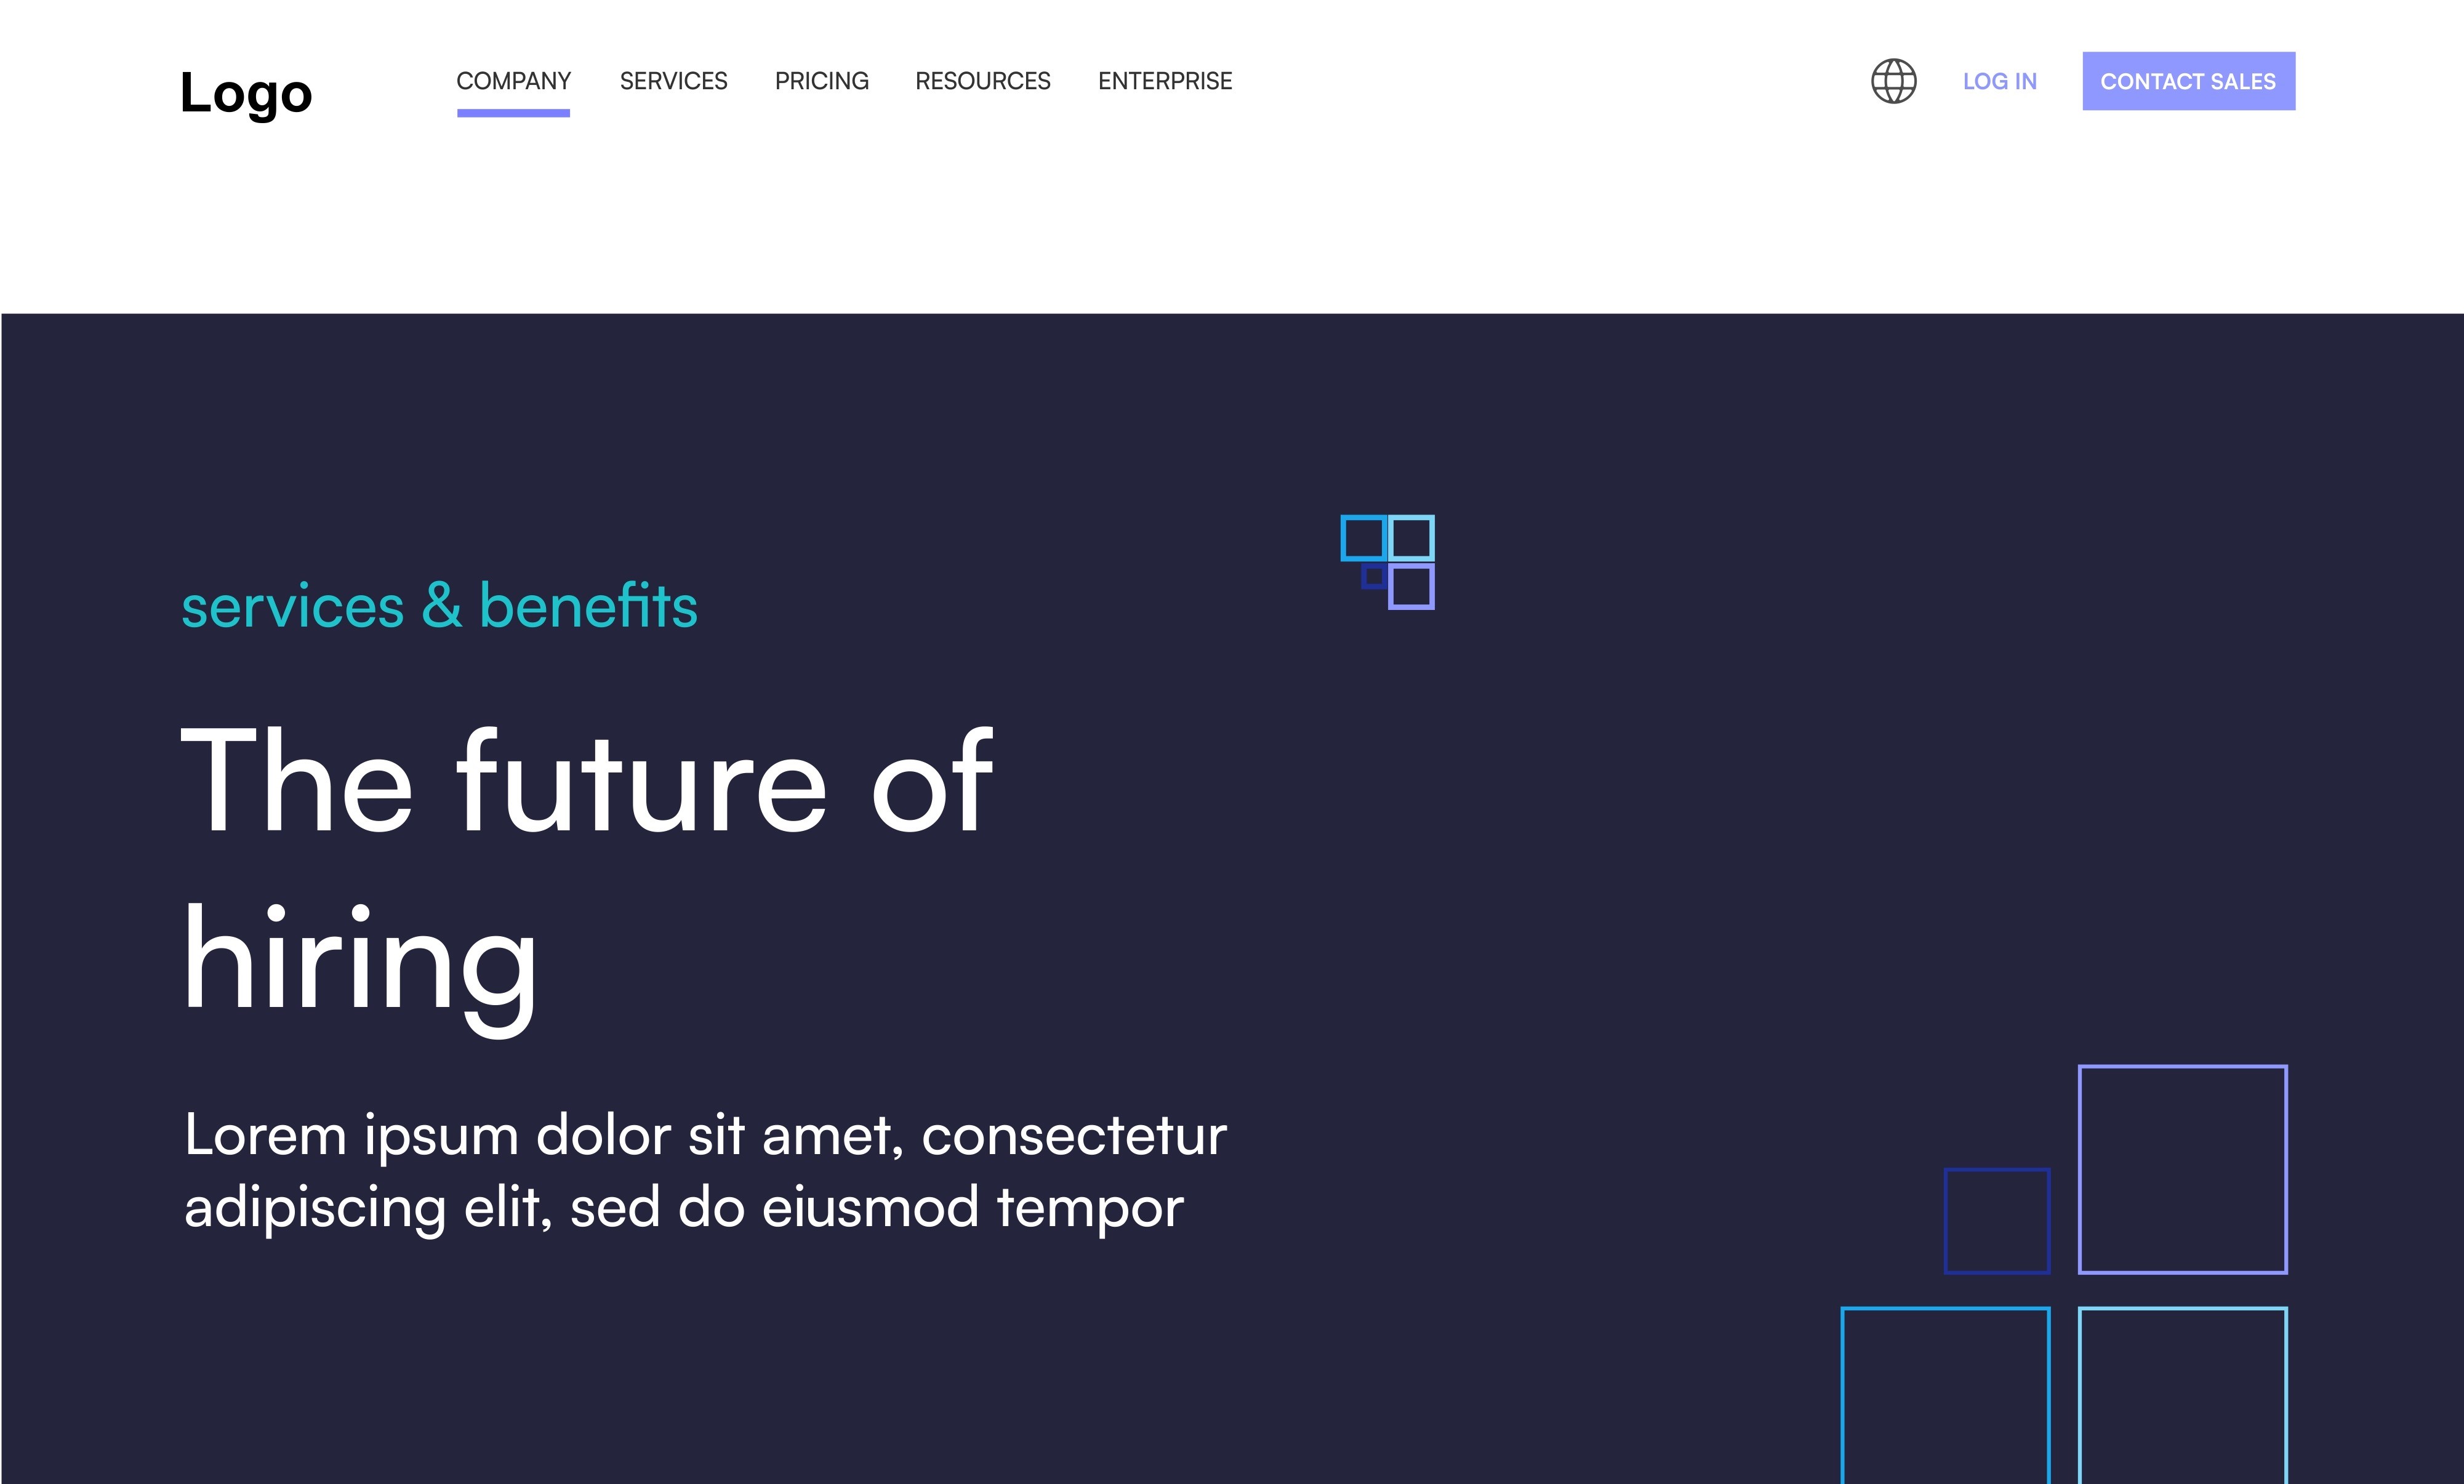 Logo
COMPANY SERVICES PRICING RESOURCES ENTERPRISE LOG IN CONTACT SALES
services & benefits
The future of
hiring
Lorem ipsum dolor sit amet, consectetur
adipiscing elit, sed do eiusmod tempor